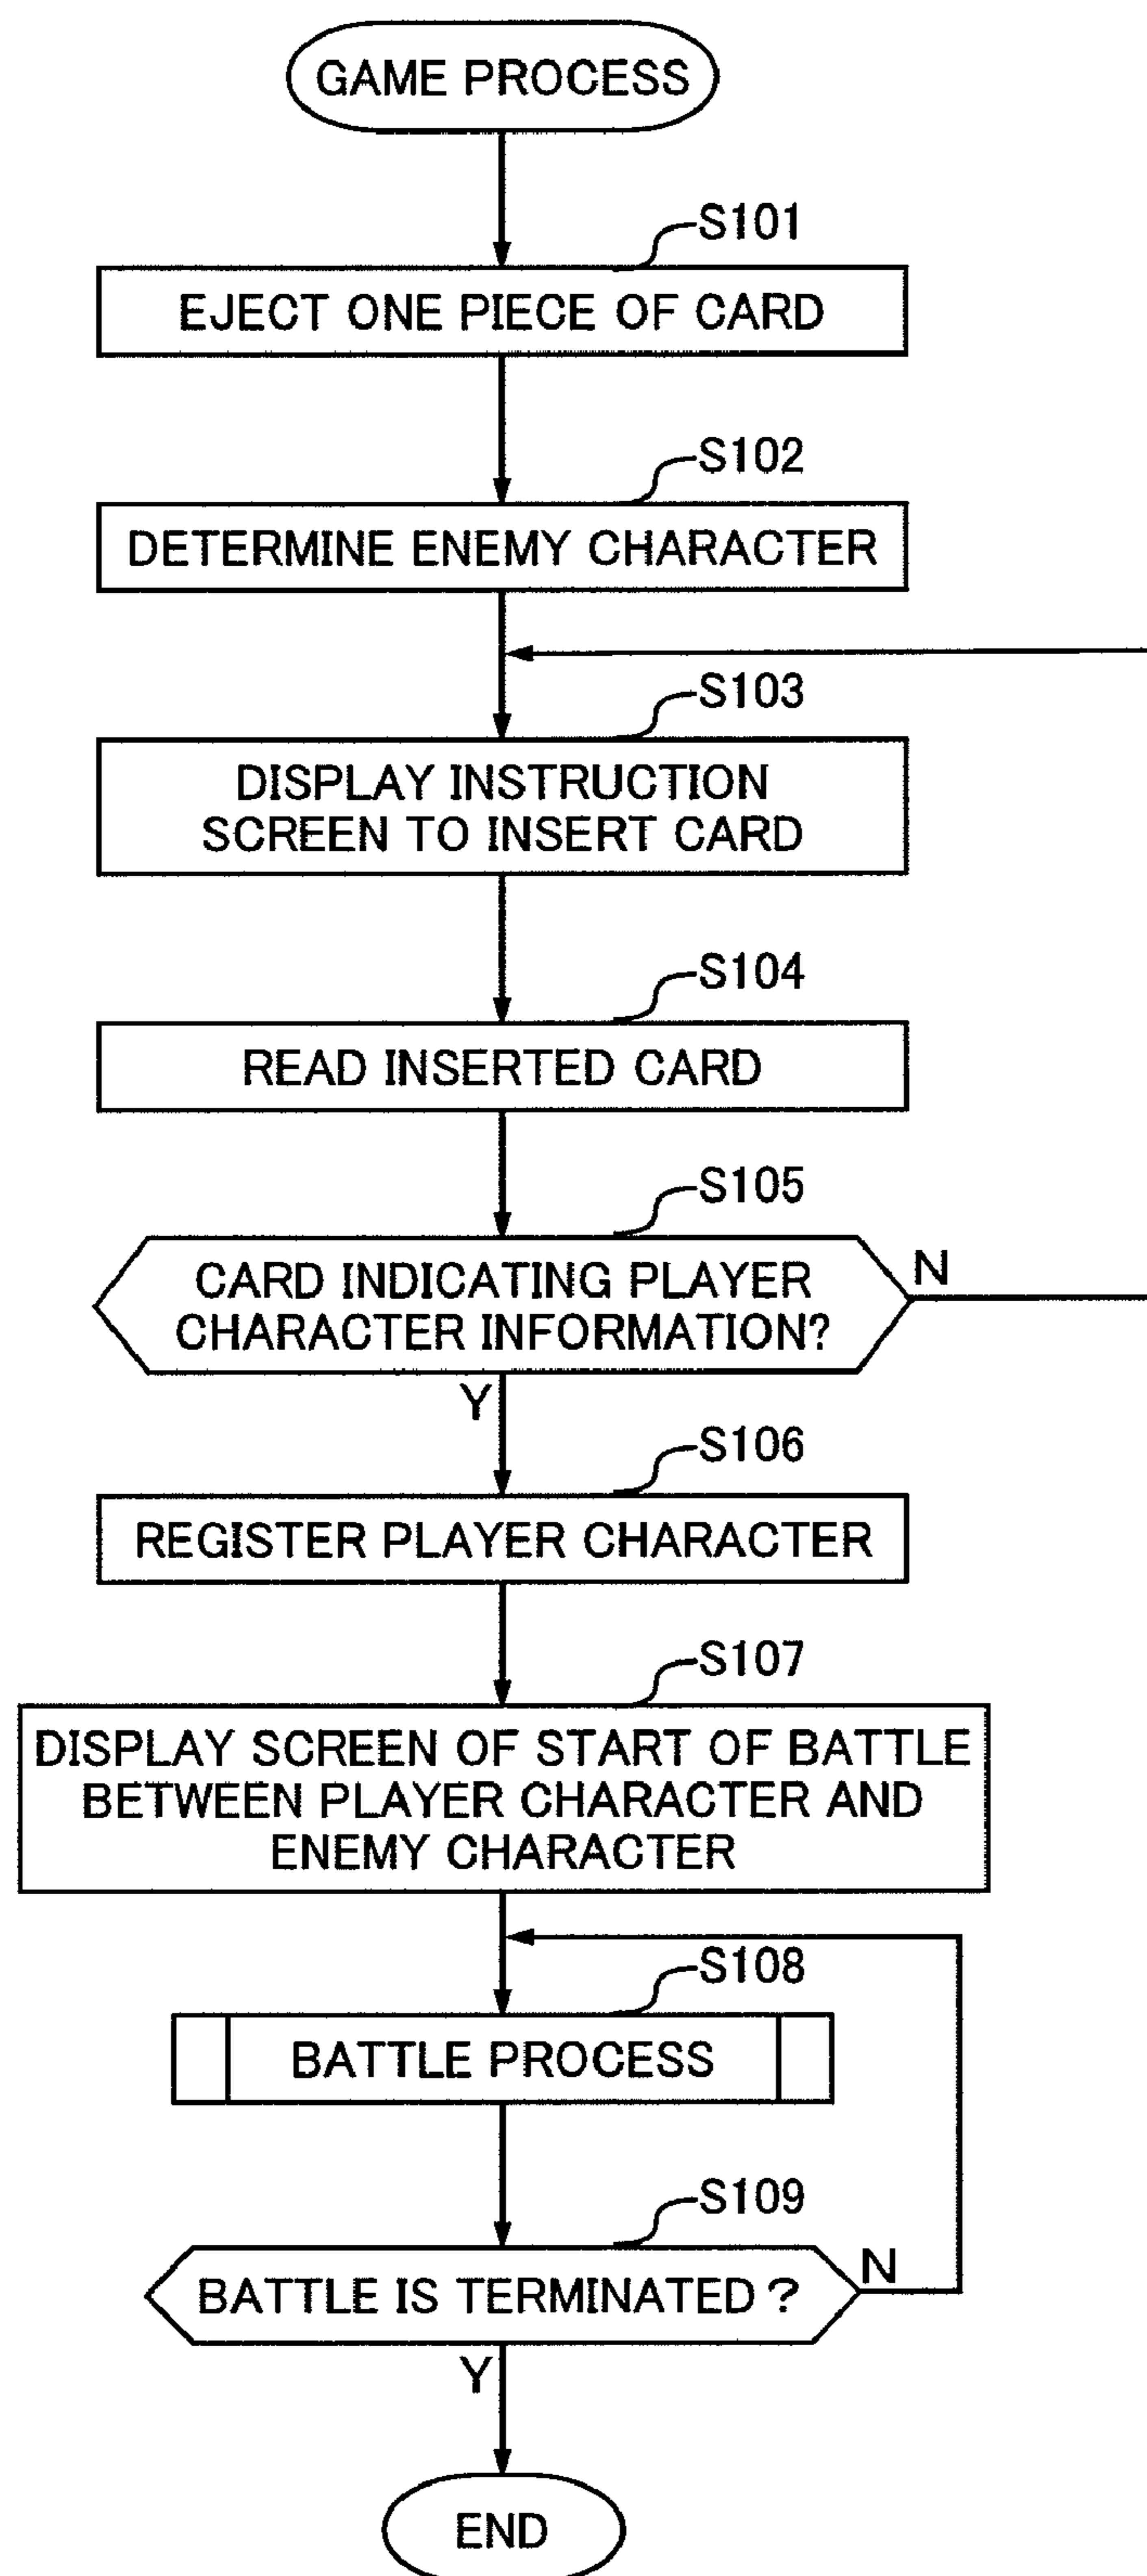 GAME PROCESS
S101
EJECT ONE PIECE OF CARD
S102
DETERMINE ENEMY CHARACTER
S103
DISPLAY INSTRUCTION
SCREEN TO INSERT CARD
S104
READ INSERTED CARD
S105
CARD INDICATING PLAYER
CHARACTER INFORMATION?
N
Y
S106
REGISTER PLAYER CHARACTER
S107
DISPLAY SCREEN OF START OF BATTLE
BETWEEN PLAYER CHARACTER AND
ENEMY CHARACTER
S108
BATTLE PROCESS
S109
BATTLE IS TERMINATED?
N
Y
END